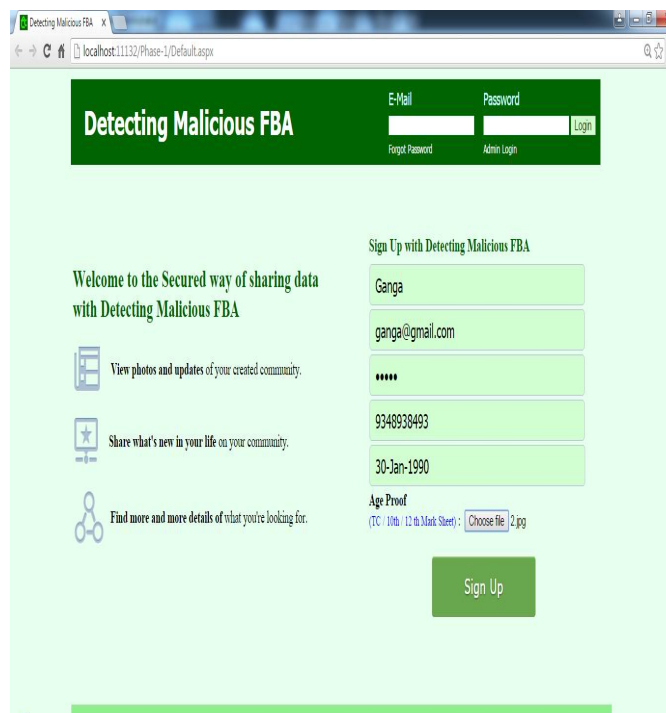 Detecting Malicious FBA x
localhost:11132/Phase-1/Default.aspx
Detecting Malicious FBA
E-Mail Password
Login
Forgot Password Admin Login
Welcome to the Secured way of sharing data
with Detecting Malicious FBA
View photos and updates of your created community.
Share what's new in your life on your community.
Find more and more details of what you're looking for.
Sign Up with Detecting Malicious FBA
Ganga
ganga@gmail.com
•••••
9348938493
30-Jan-1990
Age Proof
(TC / 10th / 12 th Mark Sheet) : Choose file 2.jpg
Sign Up